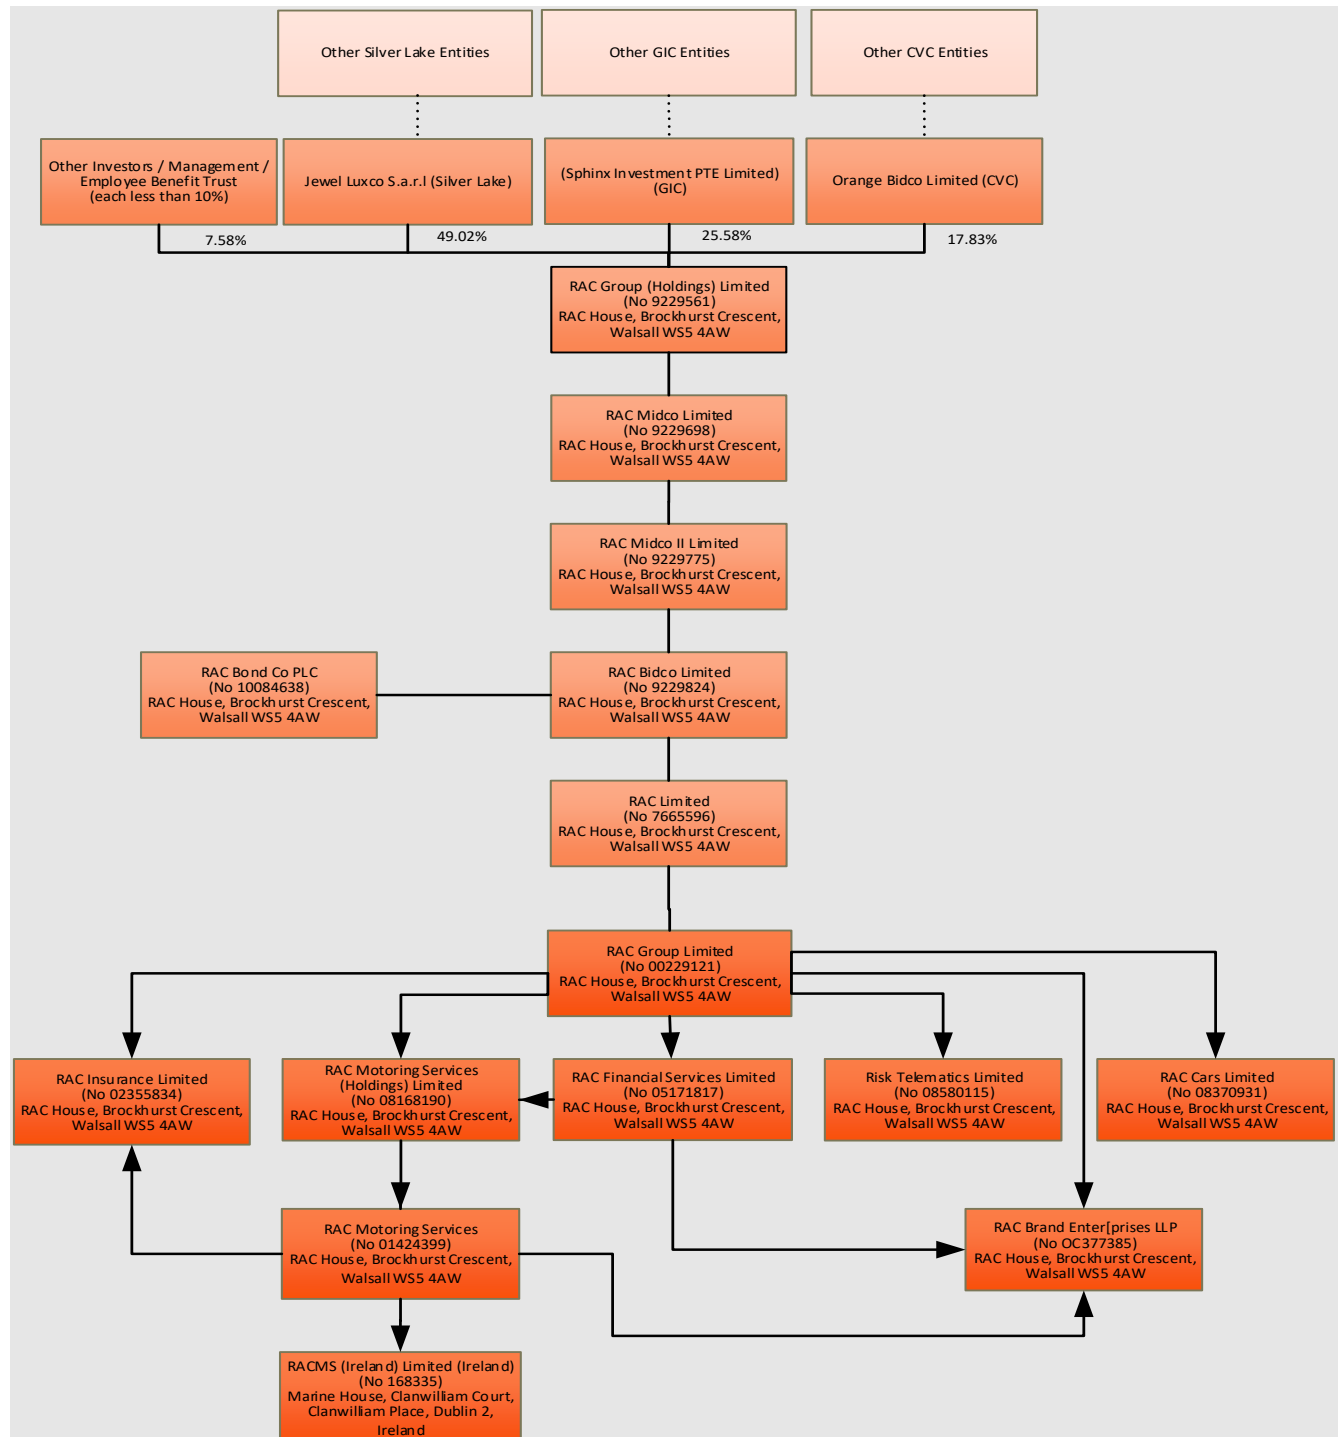 Other Silver Lake Entities
Other GIC Entities
Other CVC Entities
Other Investors / Management /
Employee Benefit Trust
(each less than 10%)
Jewel Luxco S.a.r.l (Silver Lake)
(Sphinx Investment PTE Limited)
(GIC)
Orange Bidco Limited (CVC)
7.58%
49.02%
25.58%
17.83%
RAC Group (Holdings) Limited
(No 9229561)
RAC House, Brockhurst Crescent,
Walsall WS5 4AW
RAC Midco Limited
(No 9229698)
RAC House, Brockhurst Crescent,
Walsall WS5 4AW
RAC Midco II Limited
(No 9229775)
RAC House, Brockhurst Crescent,
Walsall WS5 4AW
RAC Bond Co PLC
(No 10084638)
RAC House, Brockhurst Crescent,
Walsall WS5 4AW
RAC Bidco Limited
(No 9229824)
RAC House, Brockhurst Crescent,
Walsall WS5 4AW
RAC Limited
(No 7665596)
RAC House, Brockhurst Crescent,
Walsall WS5 4AW
RAC Group Limited
(No 00229121)
RAC House, Brockhurst Crescent,
Walsall WS5 4AW
RAC Insurance Limited
(No 02355834)
RAC House, Brockhurst Crescent,
Walsall WS5 4AW
RAC Motoring Services
(Holdings) Limited
(No 08168190)
RAC House, Brockhurst Crescent,
Walsall WS5 4AW
RAC Financial Services Limited
(No 05171817)
RAC House, Brockhurst Crescent,
Walsall WS5 4AW
Risk Telematics Limited
(No 08580115)
RAC House, Brockhurst Crescent,
Walsall WS5 4AW
RAC Cars Limited
(No 08370931)
RAC House, Brockhurst Crescent,
Walsall WS5 4AW
RAC Motoring Services
(No 01424399)
RAC House, Brockhurst Crescent,
Walsall WS5 4AW
RAC Brand Enter[prises LLP
(No OC377385)
RAC House, Brockhurst Crescent,
Walsall WS5 4AW
RACMS (Ireland) Limited (Ireland)
(No 168335)
Marine House, Clanwilliam Court,
Clanwilliam Place, Dublin 2,
Ireland